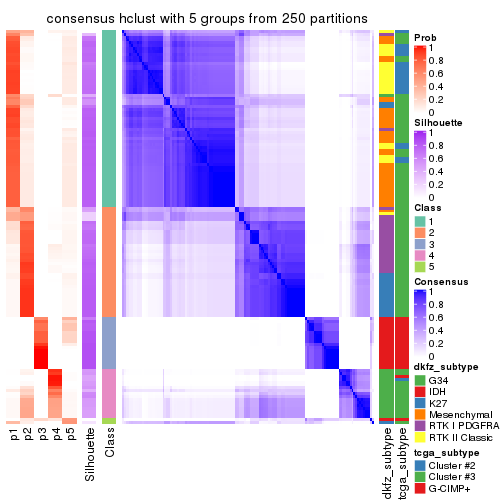 consensus hclust with 5 groups from 250 partitions
Prob
1
0.8
0.6
0.4
0.2
0
Silhouette
1
0.8
0.6
0.4
0.2
0
Class
1
2
3
4
5
Consensus
1
0.8
0.6
0.4
0.2
0
dkfz_subtype
G34
IDH
K27
Mesenchymal
RTK I PDGFRA
RTK II Classic
tcga_subtype
Cluster #2
Cluster #3
G-CIMP+
p1
p2
p3
p4
p5
Silhouette
Class
dkfz_subtype
tcga_subtype